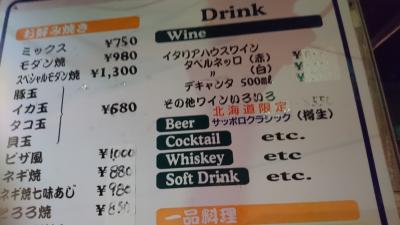 お好み焼き
ミックス ¥750
モダン焼 ¥980
スペシャルモダン焼 ¥1,300
豚玉
イカ玉
タコ玉
貝玉
¥680
ピザ風 ¥1000
ネギ焼 ¥880
ネギ焼七味あじ ¥980
とろろ焼 ¥850
Drink
Wine
イタリアハウスワイン
タベルネッロ(赤)
〃 (白)
デキャンタ 500ml
その他ワインいろいろ
北海道限定
Beer サッポロクラシック(樽生)
Cocktail etc.
Whiskey etc.
Soft Drink etc.
一品料理